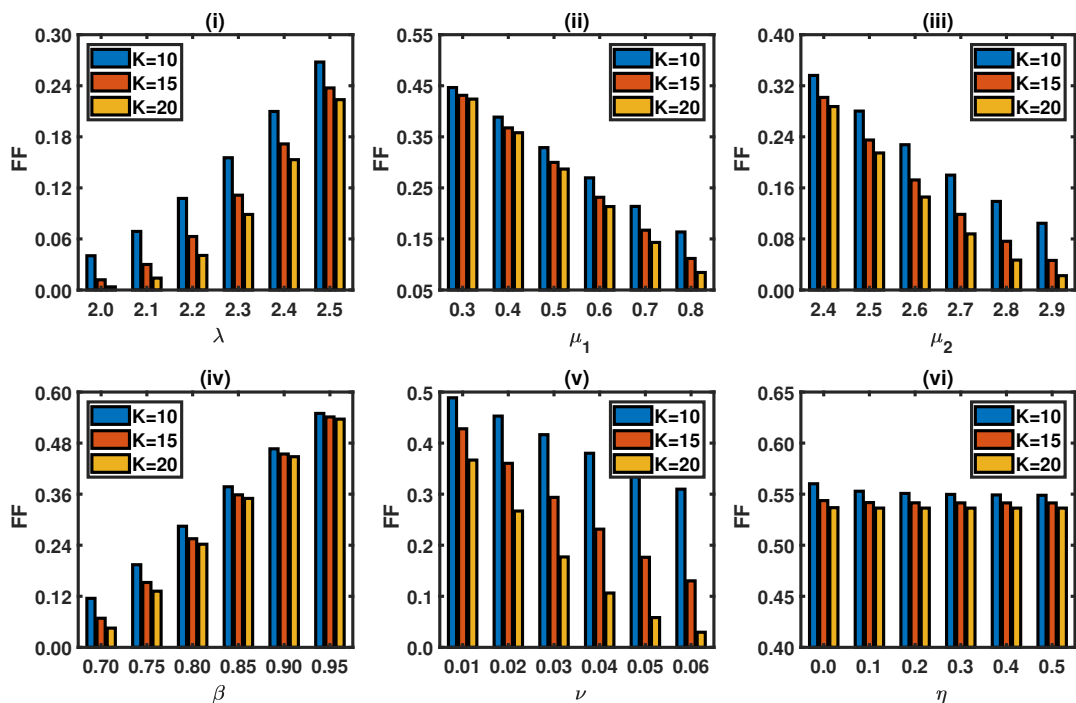 (i)
0.30
0.24
0.18
0.12
0.06
0.00
FF
K=10
K=15
K=20
2.0 2.1 2.2 2.3 2.4 2.5
λ
(ii)
0.55
0.45
0.35
0.25
0.15
0.05
FF
K=10
K=15
K=20
0.3 0.4 0.5 0.6 0.7 0.8
μ1
(iii)
0.40
0.32
0.24
0.16
0.08
0.00
FF
K=10
K=15
K=20
2.4 2.5 2.6 2.7 2.8 2.9
μ2
(iv)
0.60
0.48
0.36
0.24
0.12
0.00
FF
K=10
K=15
K=20
0.70 0.75 0.80 0.85 0.90 0.95
β
(v)
0.5
0.4
0.3
0.2
0.1
0.0
FF
K=10
K=15
K=20
0.01 0.02 0.03 0.04 0.05 0.06
ν
(vi)
0.65
0.60
0.55
0.50
0.45
0.40
FF
K=10
K=15
K=20
0.0 0.1 0.2 0.3 0.4 0.5
η